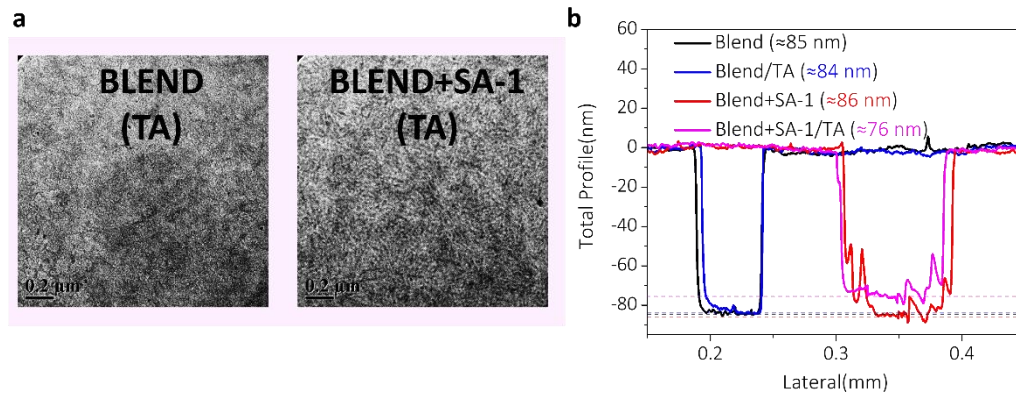 a
BLEND
(TA)
0.2 μm
BLEND+SA-1
(TA)
0.2 μm
b
Total Profile(nm)
60
40
20
0
-20
-40
-60
-80
Blend (≈85 nm)
Blend/TA (≈84 nm)
Blend+SA-1 (≈86 nm)
Blend+SA-1/TA (≈76 nm)
0.2
0.3
0.4
Lateral(mm)